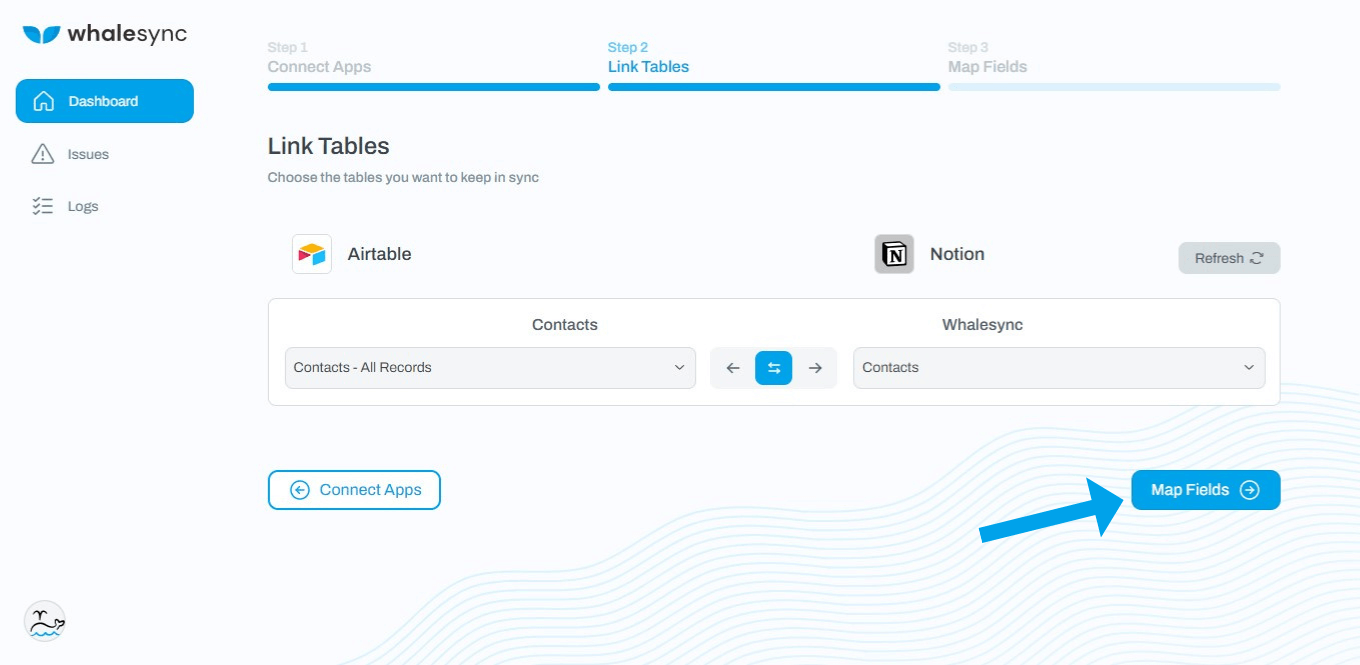 whalesync
Dashboard
Issues
Logs
Step 1
Connect Apps
Step 2
Link Tables
Step 3
Map Fields
Link Tables
Choose the tables you want to keep in sync
Airtable
N Notion
Refresh
Contacts
Whalesync
Contacts - All Records
Contacts
Connect Apps
Map Fields